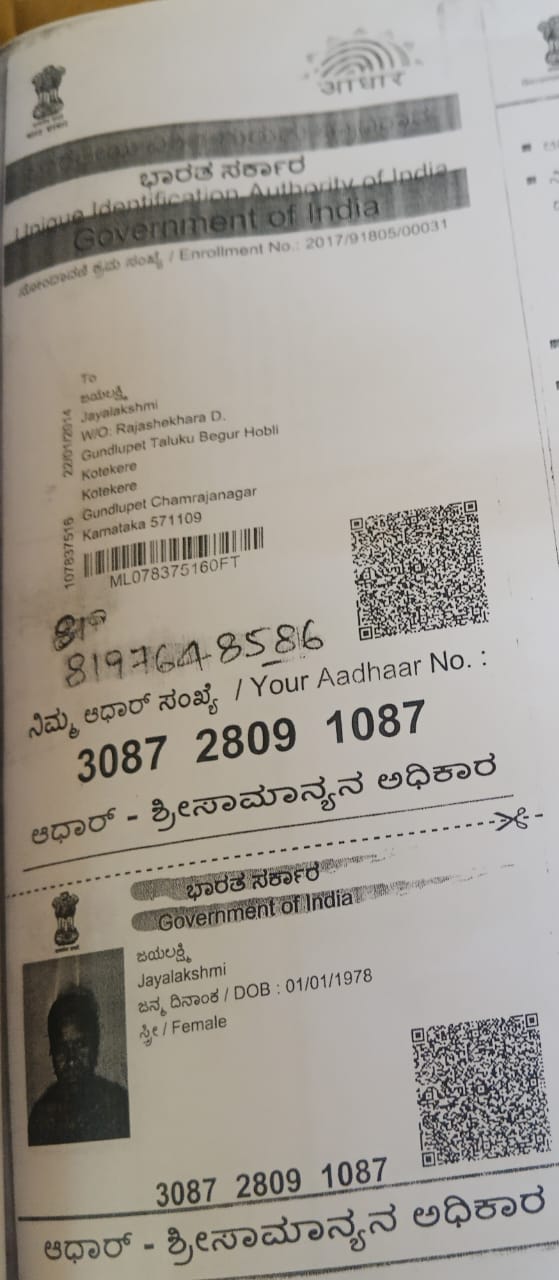 आधार
ಭಾರತ ಸರ್ಕಾರ
Unique Identification Authority of India
Government of India
ನೋಂದಾವಣೆ ಕ್ರಮ ಸಂಖ್ಯೆ / Enrollment No.: 2017/91805/00031
To
ಜಯಲಕ್ಷ್ಮಿ
Jayalakshmi
W/O: Rajashekhara D.
Gundlupet Taluku Begur Hobli
Kotekere
Kotekere
Gundlupet Chamrajanagar
Karnataka 571109
22/01/2014
107837516
ML078375160FT
8197648586
ನಿಮ್ಮ ಆಧಾರ್ ಸಂಖ್ಯೆ / Your Aadhaar No. :
3087 2809 1087
ಆಧಾರ್ - ಶ್ರೀಸಾಮಾನ್ಯನ ಅಧಿಕಾರ
ಭಾರತ ಸರ್ಕಾರ
Government of India
ಜಯಲಕ್ಷ್ಮಿ
Jayalakshmi
ಜನ್ಮ ದಿನಾಂಕ / DOB : 01/01/1978
ಸ್ತ್ರೀ / Female
3087 2809 1087
ಆಧಾರ್ - ಶ್ರೀಸಾಮಾನ್ಯನ ಅಧಿಕಾರ